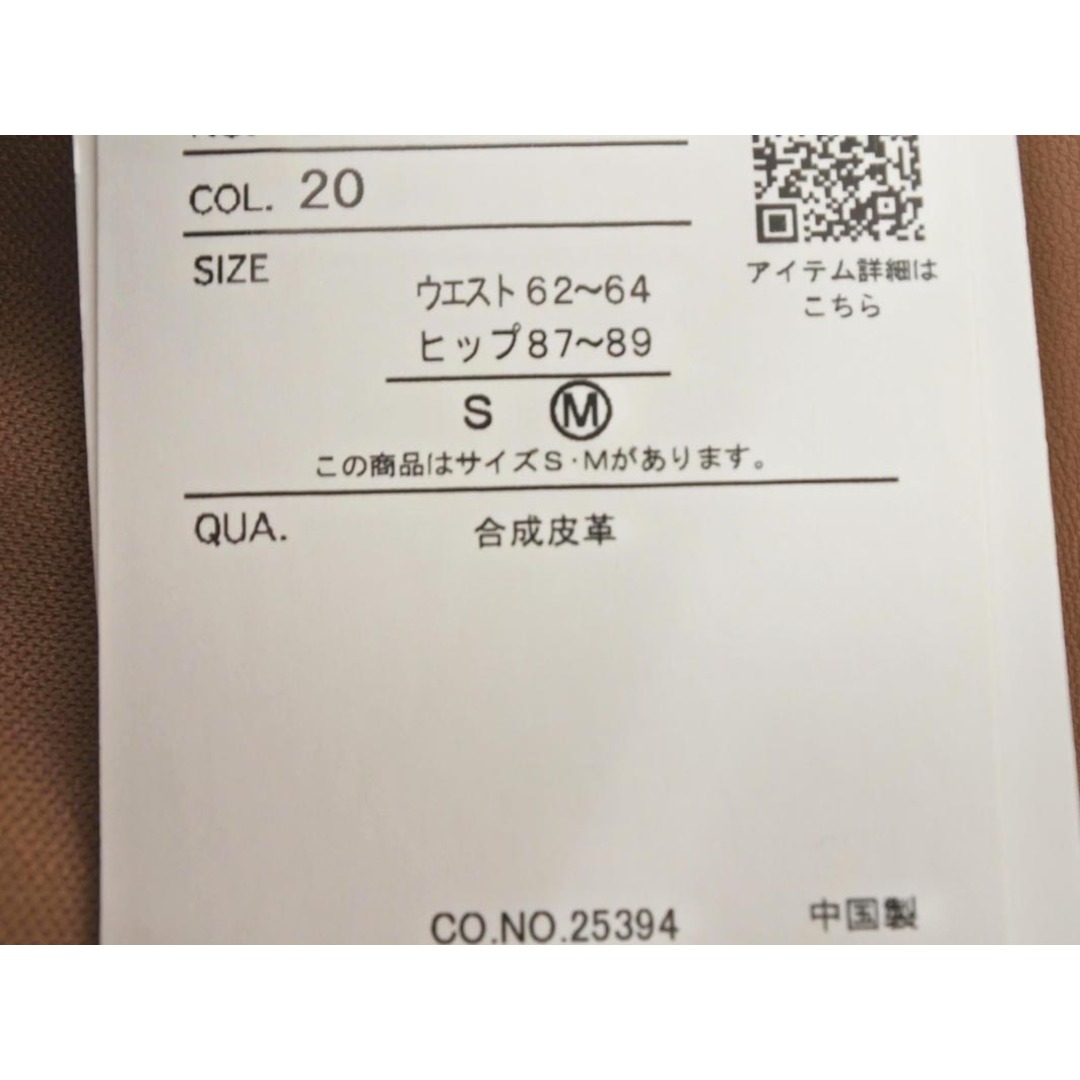 COL. 20
SIZE
ウエスト62〜64
ヒップ87〜89
S Ⓜ
この商品はサイズS・Mがあります。
QUA. 合成皮革
アイテム詳細は
こちら
CO.NO.25394
中国製